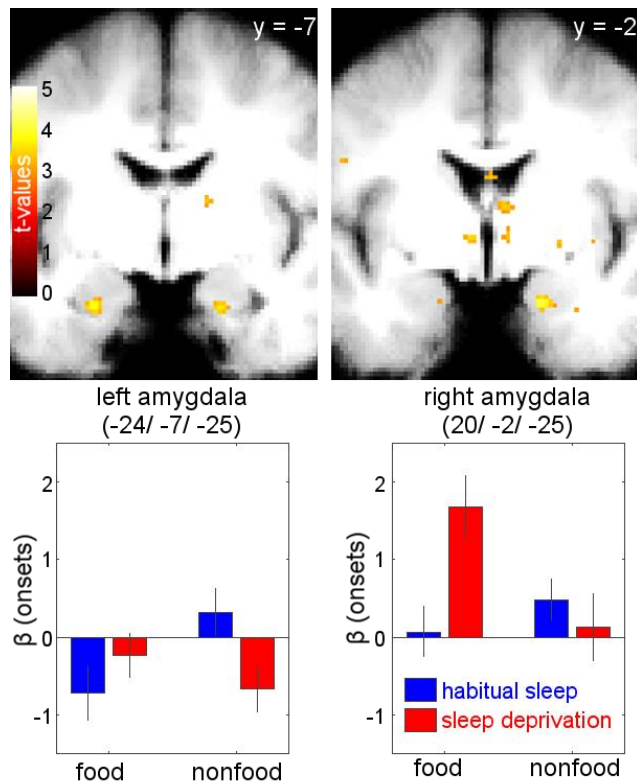 y = -7
y = -2
5
4
3
2
1
0
t-values
left amygdala
(-24/ -7/ -25)
right amygdala
(20/ -2/ -25)
2
1
0
-1
β (onsets)
food
nonfood
2
1
0
-1
β (onsets)
habitual sleep
sleep deprivation
food
nonfood